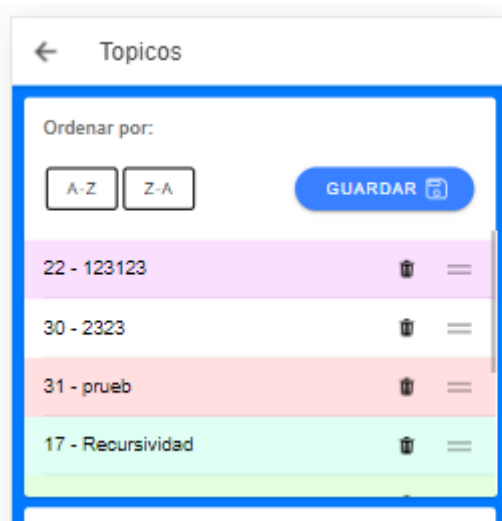 Topicos
Ordenar por:
A-Z Z-A GUARDAR
22 - 123123
30 - 2323
31 - prueb
17 - Recursividad